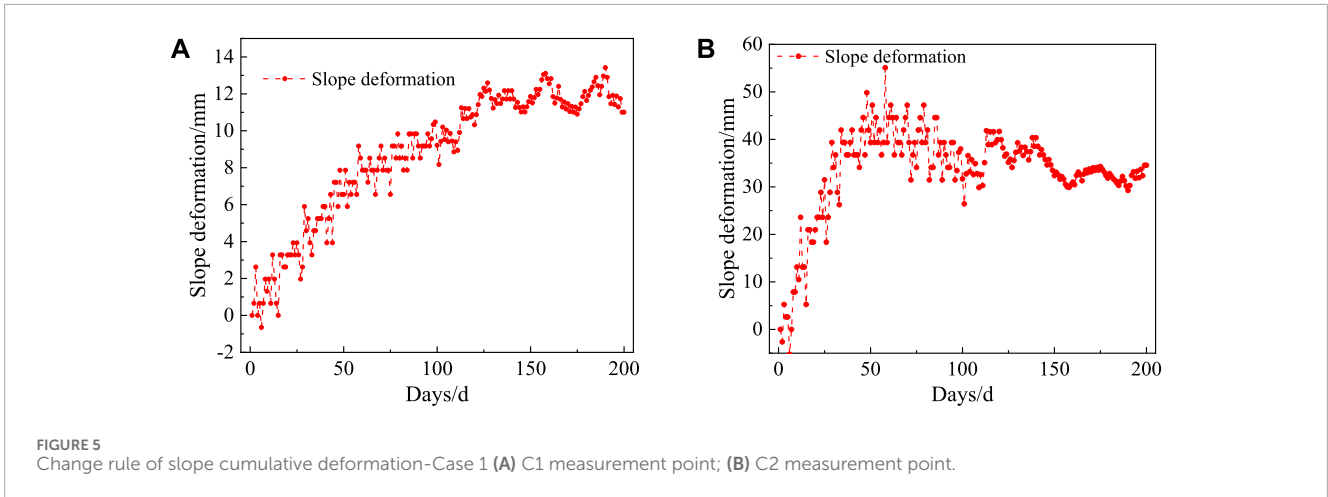 A
Slope deformation
Slope deformation/mm
14
12
10
8
6
4
2
0
-2
0
50
100
150
200
Days/d
B
Slope deformation
Slope deformation/mm
60
50
40
30
20
10
0
0
50
100
150
200
Days/d
FIGURE 5
Change rule of slope cumulative deformation-Case 1 (A) C1 measurement point; (B) C2 measurement point.